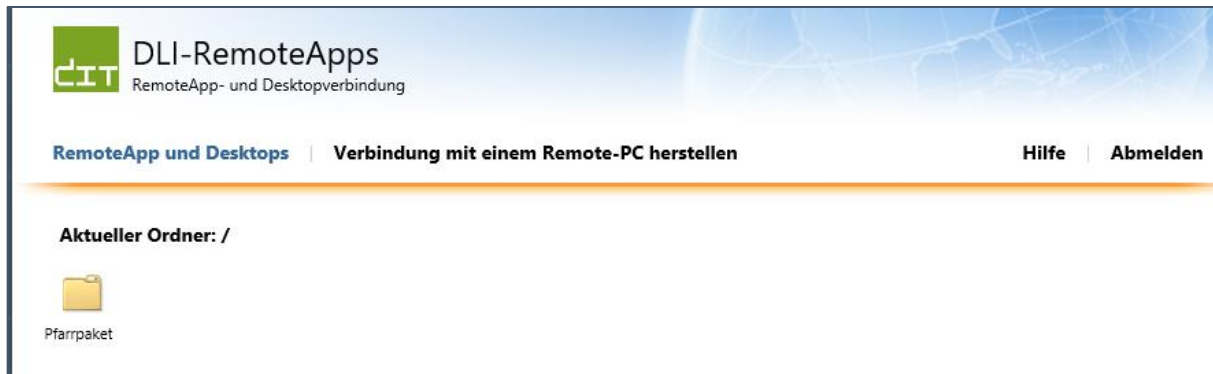 dIT
DLI-RemoteApps
RemoteApp- und Desktopverbindung
RemoteApp und Desktops | Verbindung mit einem Remote-PC herstellen Hilfe | Abmelden
Aktueller Ordner: /
Pfarrpaket